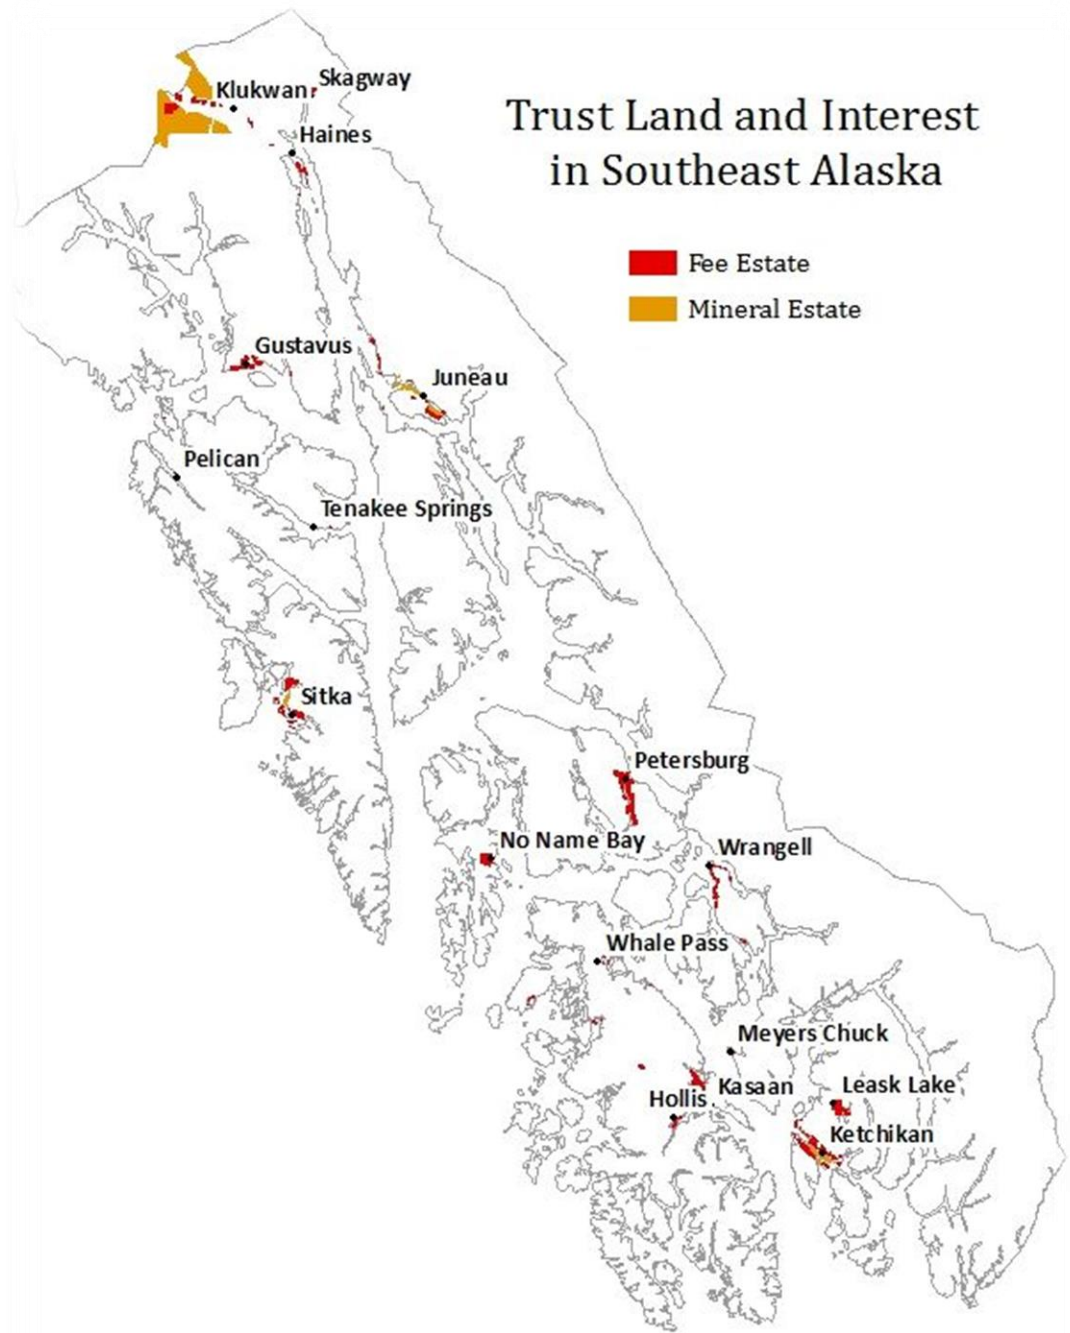 Trust Land and Interest
in Southeast Alaska
Fee Estate
Mineral Estate
Skagway
Klukwan
Haines
Gustavus
Juneau
Pelican
Tenakee Springs
Sitka
Petersburg
No Name Bay
Wrangell
Whale Pass
Meyers Chuck
Kasaan
Leask Lake
Hollis
Ketchikan